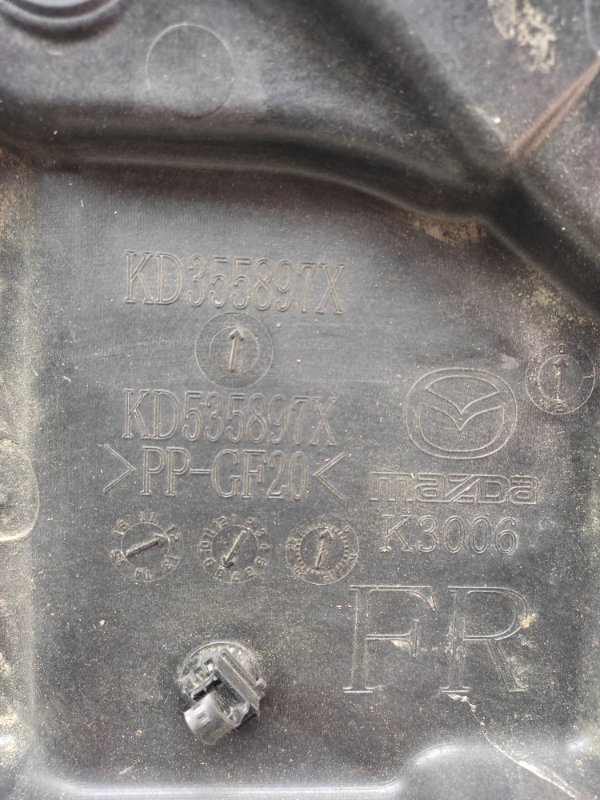 KD355897X
KD535897X
>PP-GF20<
mazda
K3006
FR